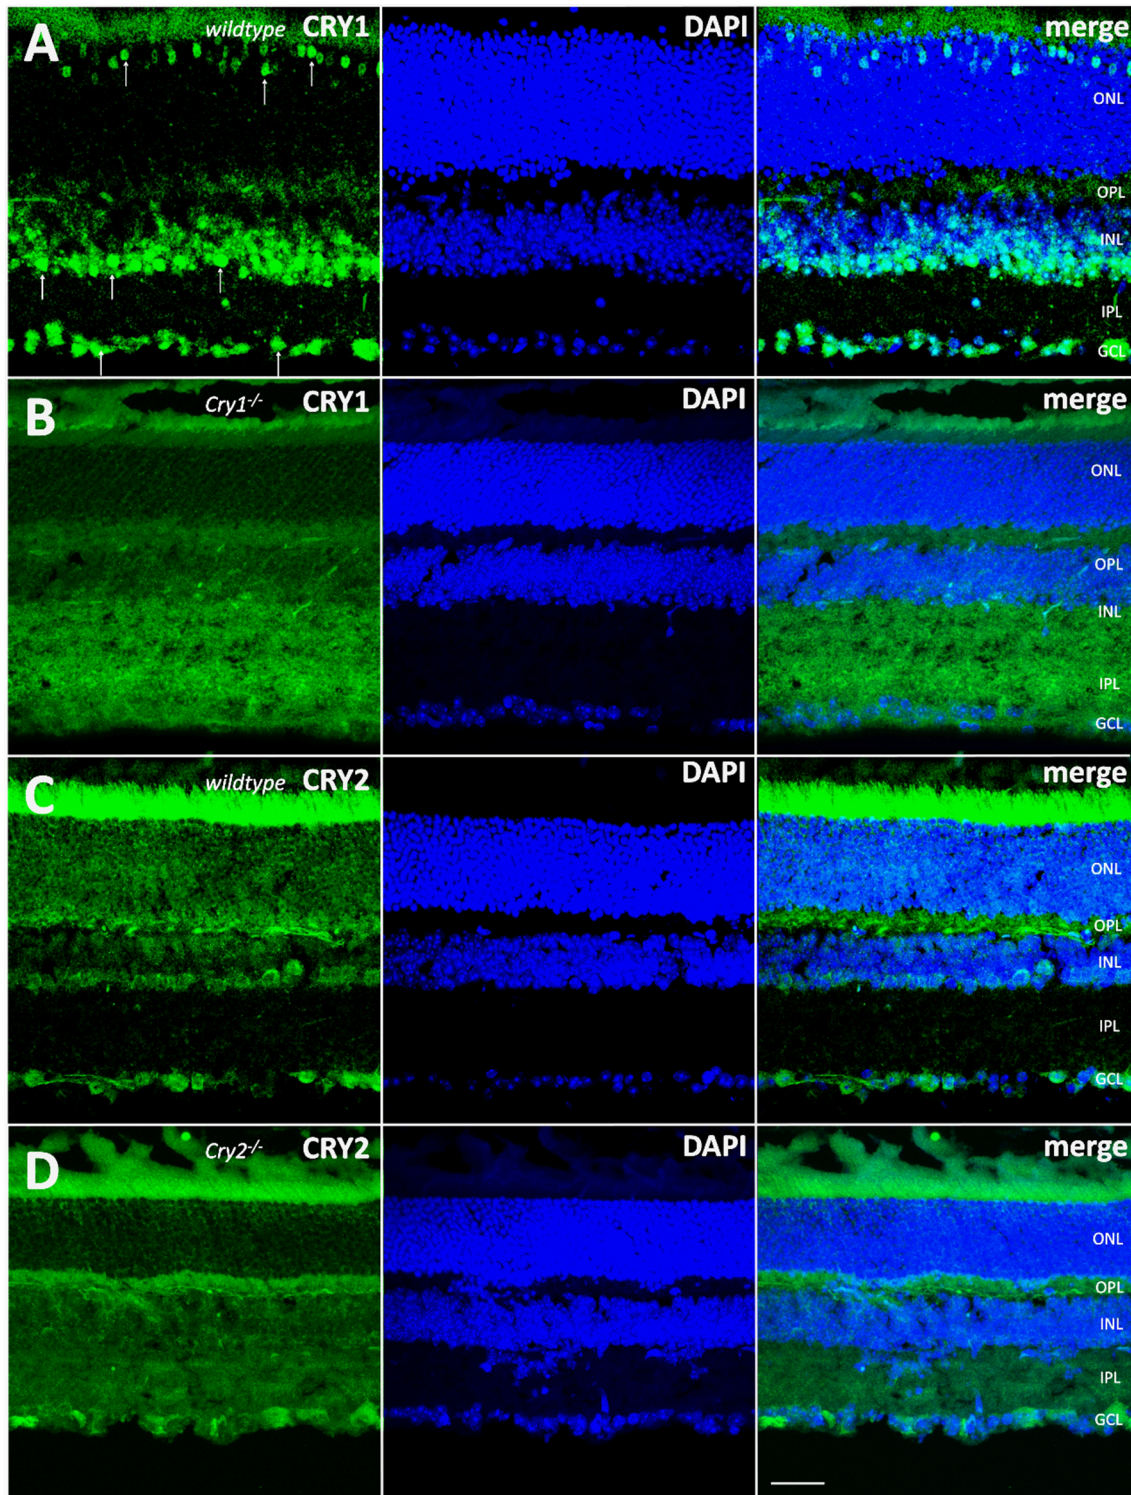 A wildtype CRY1 DAPI merge
ONL
OPL
INL
IPL
GCL
B Cry1-/- CRY1 DAPI merge
ONL
OPL
INL
IPL
GCL
C wildtype CRY2 DAPI merge
ONL
OPL
INL
IPL
GCL
D Cry2-/- CRY2 DAPI merge
ONL
OPL
INL
IPL
GCL